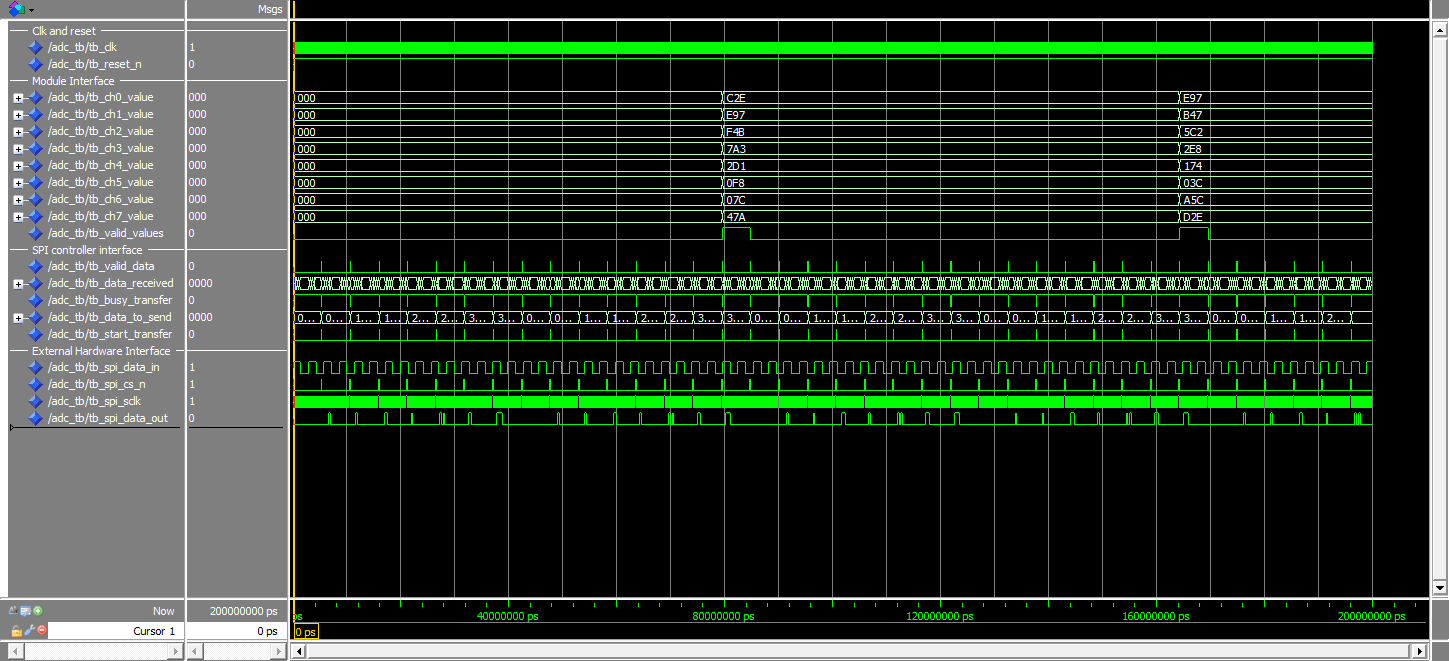 Msgs
Clk and reset
/adc_tb/tb_clk 1
/adc_tb/tb_reset_n 0
Module Interface
/adc_tb/tb_ch0_value 000 000 C2E E97
/adc_tb/tb_ch1_value 000 000 E97 B47
/adc_tb/tb_ch2_value 000 000 F4B 5C2
/adc_tb/tb_ch3_value 000 000 7A3 2E8
/adc_tb/tb_ch4_value 000 000 2D1 174
/adc_tb/tb_ch5_value 000 000 0F8 03C
/adc_tb/tb_ch6_value 000 000 07C A5C
/adc_tb/tb_ch7_value 000 000 47A D2E
/adc_tb/tb_valid_values 0
SPI controller interface
/adc_tb/tb_valid_data 0
/adc_tb/tb_data_received 0000
/adc_tb/tb_busy_transfer 0
/adc_tb/tb_data_to_send 0000 0... 0... 1... 1... 2... 2... 3... 3... 0... 0... 1... 1... 2... 2... 3... 3... 0... 0... 1... 1... 2... 2... 3... 3... 0... 0... 1... 1... 2... 2... 3... 3... 0... 0... 1... 1... 2...
/adc_tb/tb_start_transfer 0
External Hardware Interface
/adc_tb/tb_spi_data_in 1
/adc_tb/tb_spi_cs_n 1
/adc_tb/tb_spi_sclk 1
/adc_tb/tb_spi_data_out 0
Now 200000000 ps ps 40000000 ps 80000000 ps 120000000 ps 160000000 ps 200000000 ps
Cursor 1 0 ps 0 ps